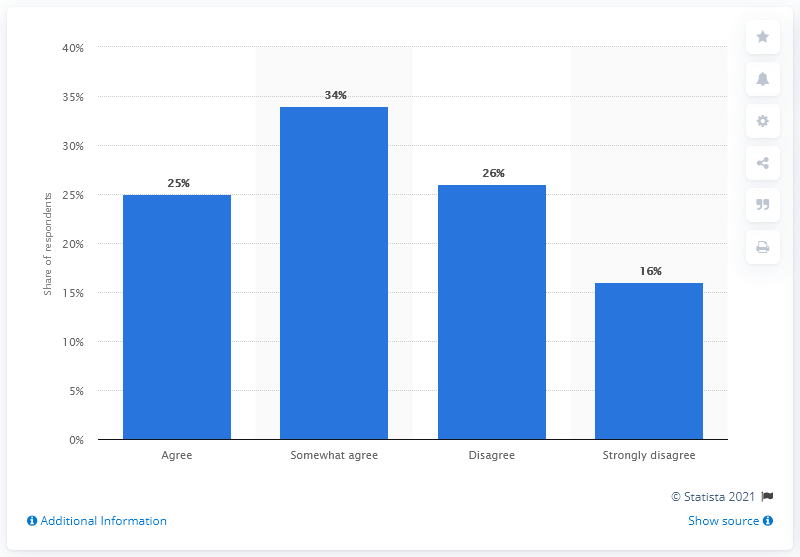 40%
35%
30%
25%
20%
15%
10%
5%
0%
Share of respondents
25%
34%
26%
16%
Agree
Somewhat agree
Disagree
Strongly disagree
© Statista 2021
Additional Information
Show source